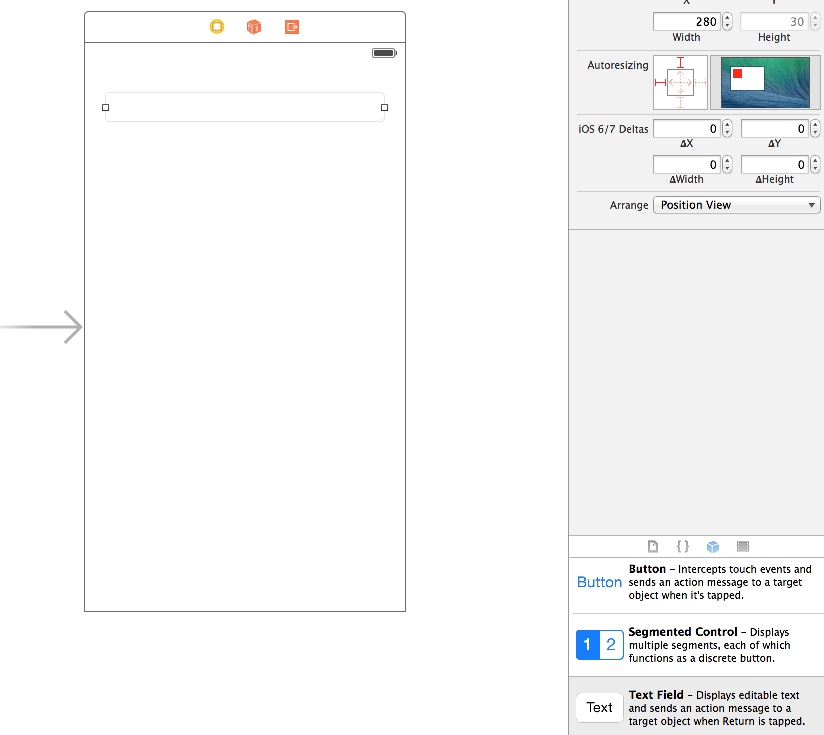 X Y
280 30
Width Height
Autoresizing
iOS 6/7 Deltas 0 0
ΔX ΔY
0 0
ΔWidth ΔHeight
Arrange Position View
{ }
Button – Intercepts touch events and
Button sends an action message to a target
object when it's tapped.
Segmented Control – Displays
1 2 multiple segments, each of which
functions as a discrete button.
Text Field – Displays editable text
Text and sends an action message to a
target object when Return is tapped.